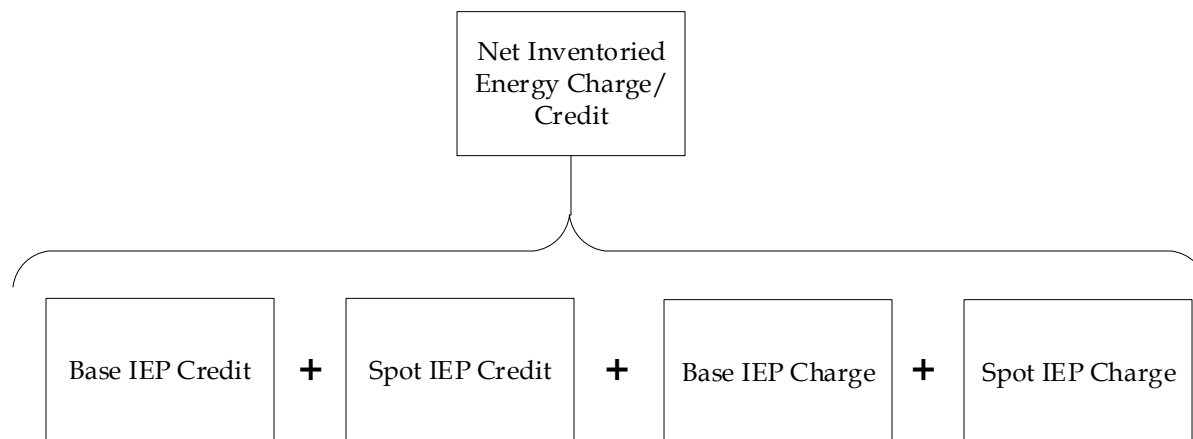 Net Inventoried
Energy Charge/
Credit
Base IEP Credit + Spot IEP Credit + Base IEP Charge + Spot IEP Charge